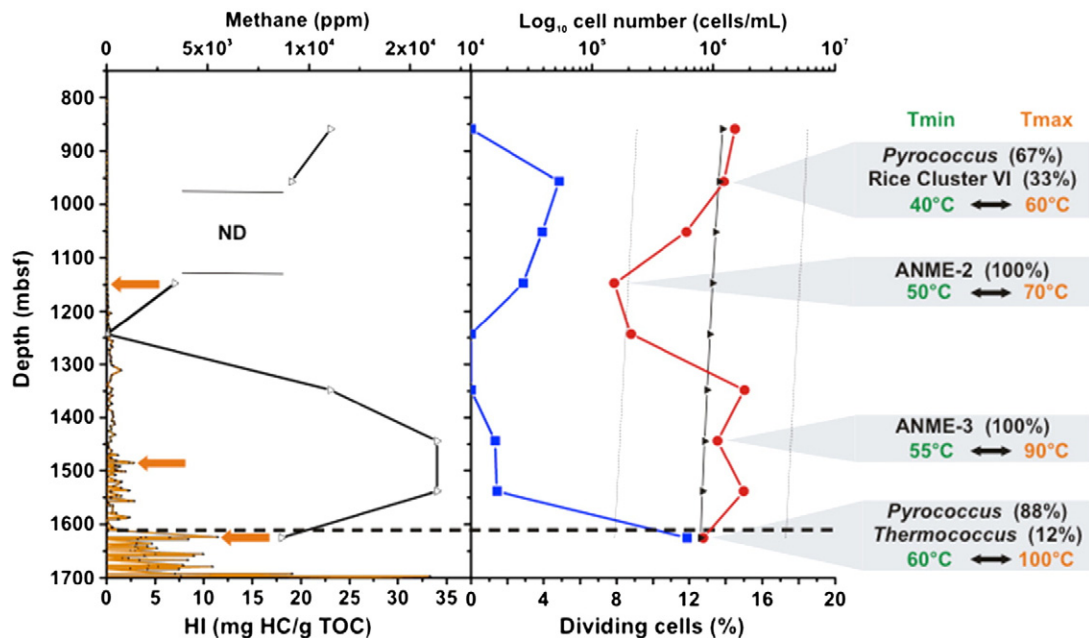 Methane (ppm)
Log₁₀ cell number (cells/mL)
0 5x10³ 1x10⁴ 2x10⁴ 10⁴ 10⁵ 10⁶ 10⁷
Depth (mbsf)
800
900
1000
1100
1200
1300
1400
1500
1600
1700
ND
Tmin Tmax
Pyrococcus (67%)
Rice Cluster VI (33%)
40°C 60°C
ANME-2 (100%)
50°C 70°C
ANME-3 (100%)
55°C 90°C
Pyrococcus (88%)
Thermococcus (12%)
60°C 100°C
0 5 10 15 20 25 30 35 0 4 8 12 16 20
HI (mg HC/g TOC)
Dividing cells (%)